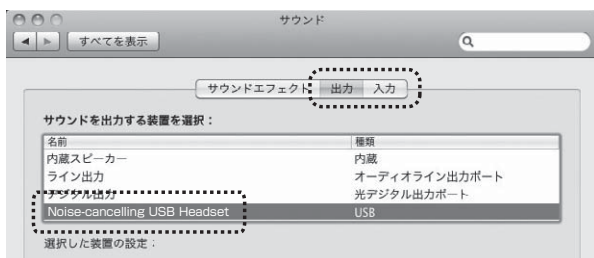 サウンド
すべてを表示
サウンドエフェクト 出力 入力
サウンドを出力する装置を選択：
名前 種類
内蔵スピーカー 内蔵
ライン出力 オーディオライン出力ポート
デジタル出力 光デジタル出力ポート
Noise-cancelling USB Headset USB
選択した装置の設定：